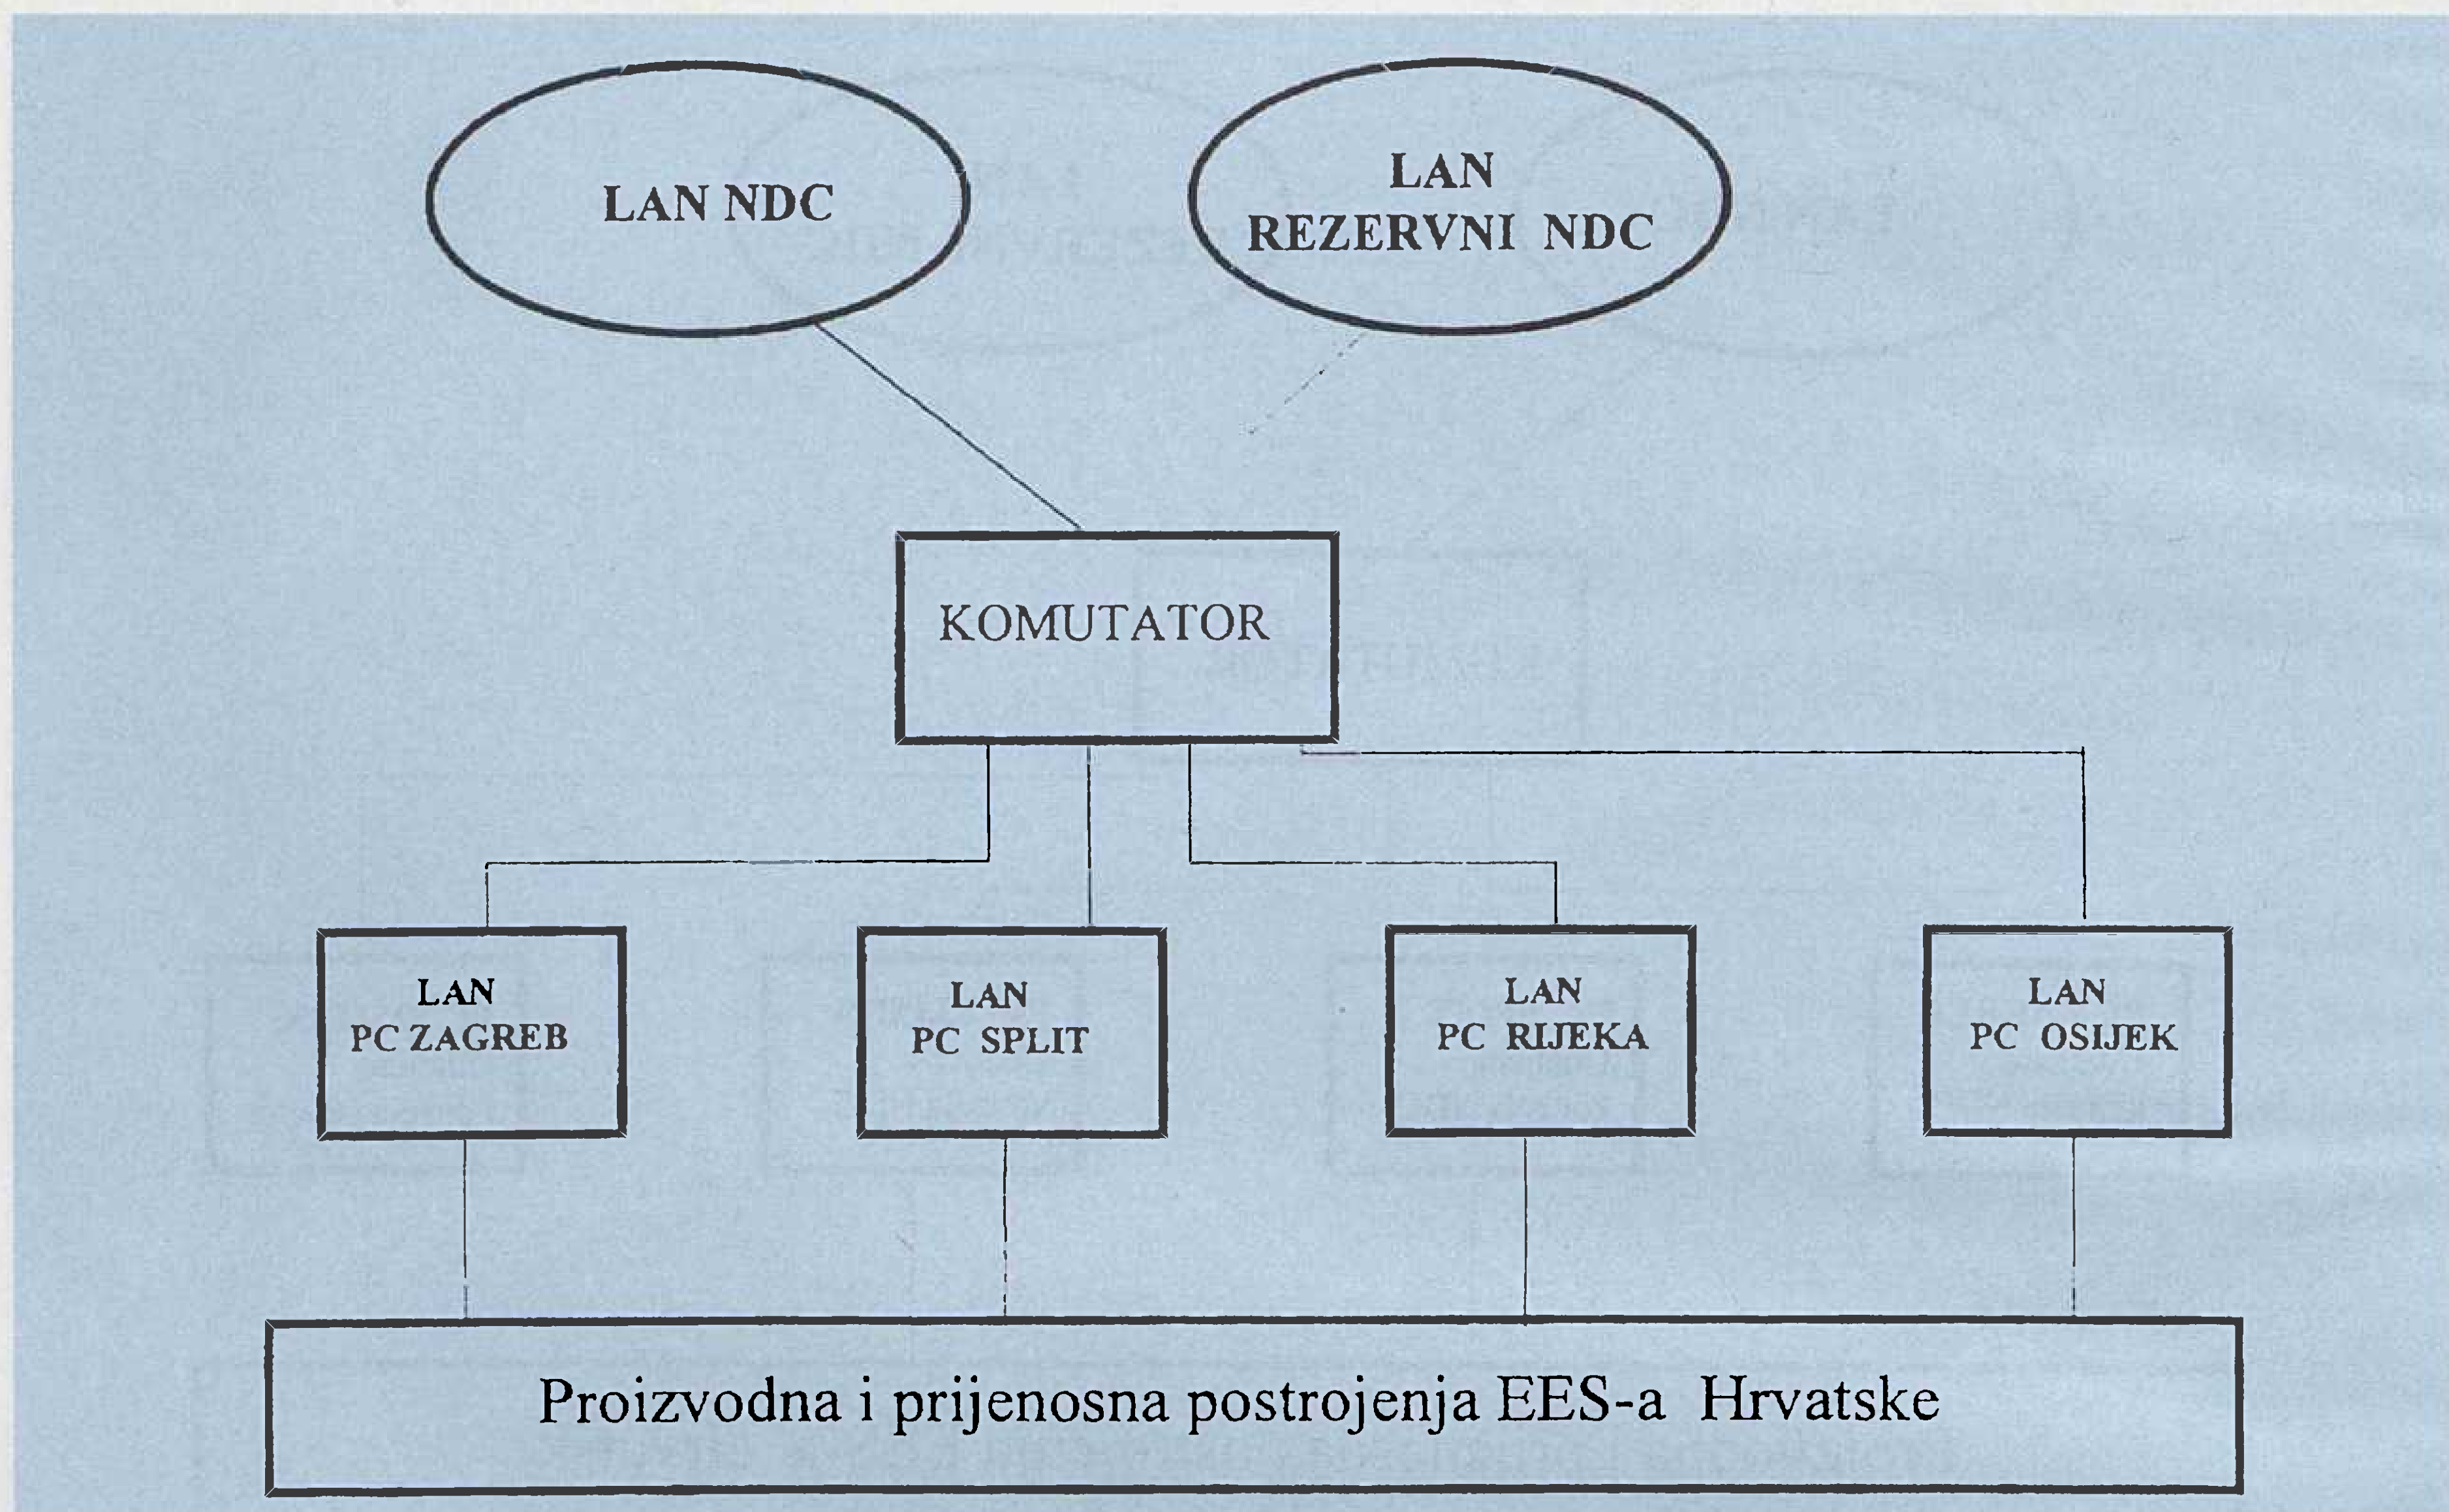 LAN NDC
LAN
REZERVNI NDC
KOMUTATOR
LAN
PC ZAGREB
LAN
PC SPLIT
LAN
PC RIJEKA
LAN
PC OSIJEK
Proizvodna i prijenosna postrojenja EES-a Hrvatske